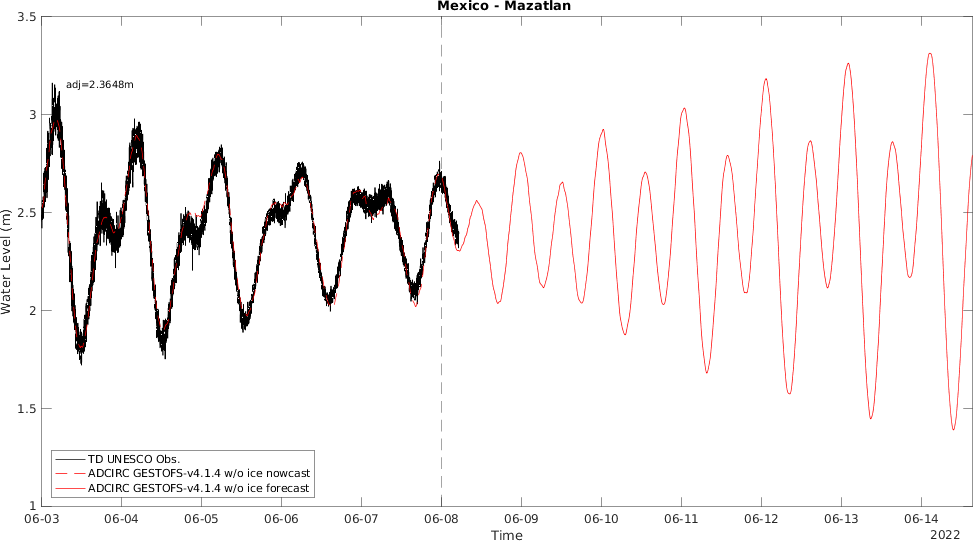 Mexico - Mazatlan
adj=2.3648m
3.5
3
2.5
2
1.5
1
Water Level (m)
TD UNESCO Obs.
ADCIRC GESTOFS-v4.1.4 w/o ice nowcast
ADCIRC GESTOFS-v4.1.4 w/o ice forecast
06-03 06-04 06-05 06-06 06-07 06-08 06-09 06-10 06-11 06-12 06-13 06-14
Time
2022